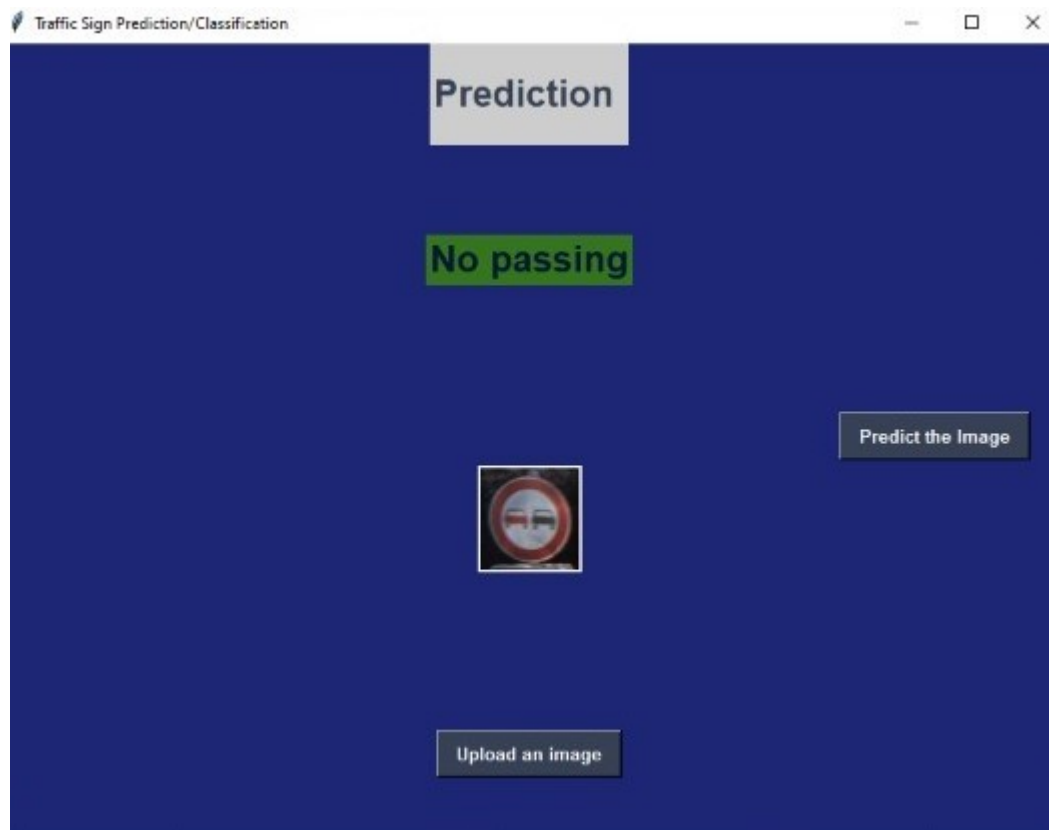 Traffic Sign Prediction/Classification
Prediction
No passing
Predict the Image
Upload an image